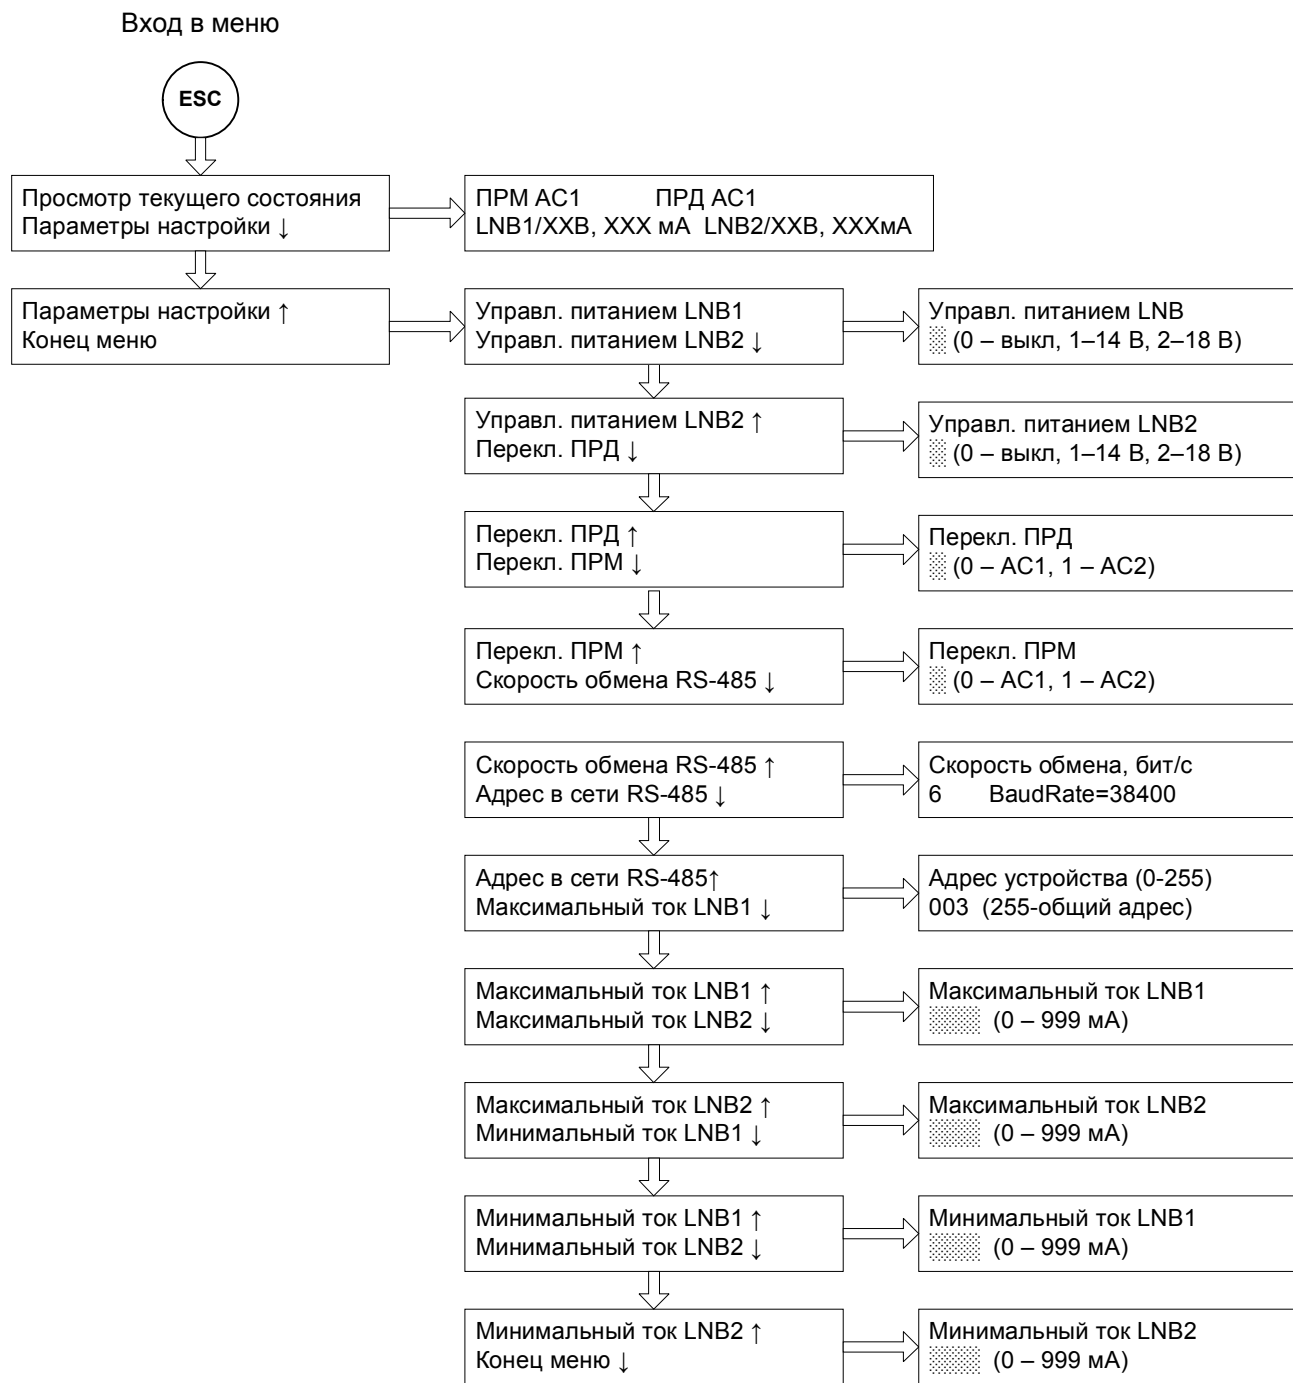 Вход в меню
ESC
Просмотр текущего состояния
Параметры настройки ↓
ПРМ АС1 ПРД АС1
LNB1/ХХВ, ХХХ мА LNB2/ХХВ, ХХХмА
Параметры настройки ↑
Конец меню
Управл. питанием LNB1
Управл. питанием LNB2 ↓
Управл. питанием LNB
░ (0 – выкл, 1–14 В, 2–18 В)
Управл. питанием LNB2 ↑
Перекл. ПРД ↓
Управл. питанием LNB2
░ (0 – выкл, 1–14 В, 2–18 В)
Перекл. ПРД ↑
Перекл. ПРМ ↓
Перекл. ПРД
░ (0 – АС1, 1 – АС2)
Перекл. ПРМ ↑
Скорость обмена RS-485 ↓
Перекл. ПРМ
░ (0 – АС1, 1 – АС2)
Скорость обмена RS-485 ↑
Адрес в сети RS-485 ↓
Скорость обмена, бит/с
6 BaudRate=38400
Адрес в сети RS-485↑
Максимальный ток LNB1 ↓
Адрес устройства (0-255)
003 (255-общий адрес)
Максимальный ток LNB1 ↑
Максимальный ток LNB2 ↓
Максимальный ток LNB1
░░░ (0 – 999 мА)
Максимальный ток LNB2 ↑
Минимальный ток LNB1 ↓
Максимальный ток LNB2
░░░ (0 – 999 мА)
Минимальный ток LNB1 ↑
Минимальный ток LNB2 ↓
Минимальный ток LNB1
░░░ (0 – 999 мА)
Минимальный ток LNB2 ↑
Конец меню ↓
Минимальный ток LNB2
░░░ (0 – 999 мА)